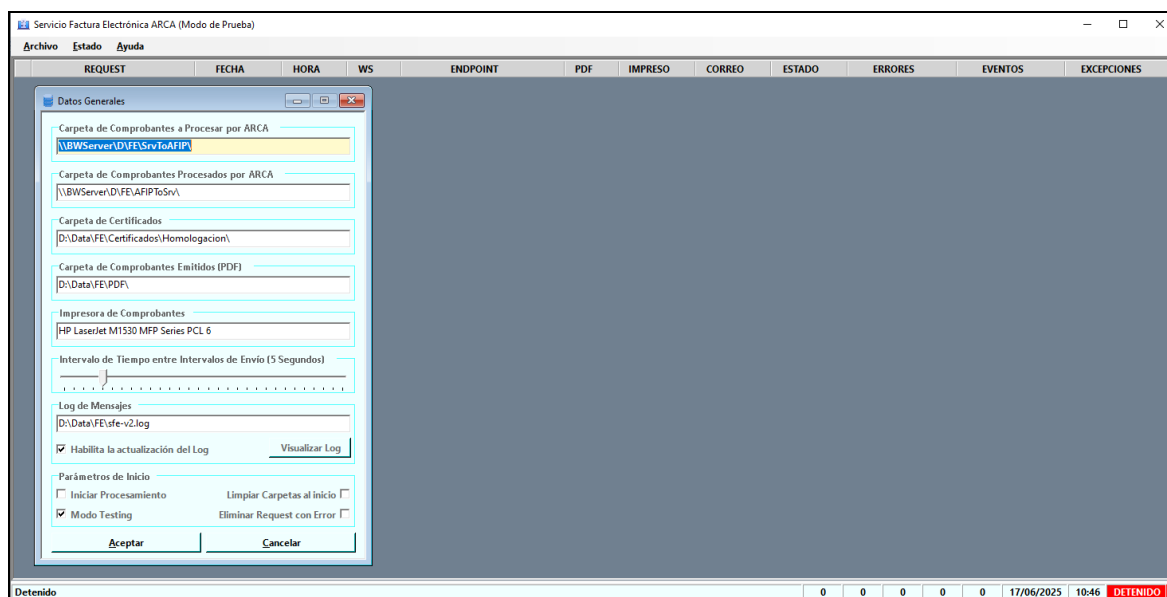 Servicio Factura Electrónica ARCA (Modo de Prueba)
Archivo Estado Ayuda
REQUEST FECHA HORA WS ENDPOINT PDF IMPRESO CORREO ESTADO ERRORES EVENTOS EXCEPCIONES
Datos Generales
Carpeta de Comprobantes a Procesar por ARCA
\\BWServer\D\FE\SrvToAFIP\
Carpeta de Comprobantes Procesados por ARCA
\\BWServer\D\FE\AFIPToSrv\
Carpeta de Certificados
D:\Data\FE\Certificados\Homologacion\
Carpeta de Comprobantes Emitidos (PDF)
D:\Data\FE\PDF\
Impresora de Comprobantes
HP LaserJet M1530 MFP Series PCL 6
Intervalo de Tiempo entre Intervalos de Envío (5 Segundos)
Log de Mensajes
D:\Data\FE\sfe-v2.log
Habilita la actualización del Log Visualizar Log
Parámetros de Inicio
Iniciar Procesamiento Limpiar Carpetas al inicio
Modo Testing Eliminar Request con Error
Aceptar Cancelar
Detenido 0 0 0 0 0 17/06/2025 10:46 DETENIDO